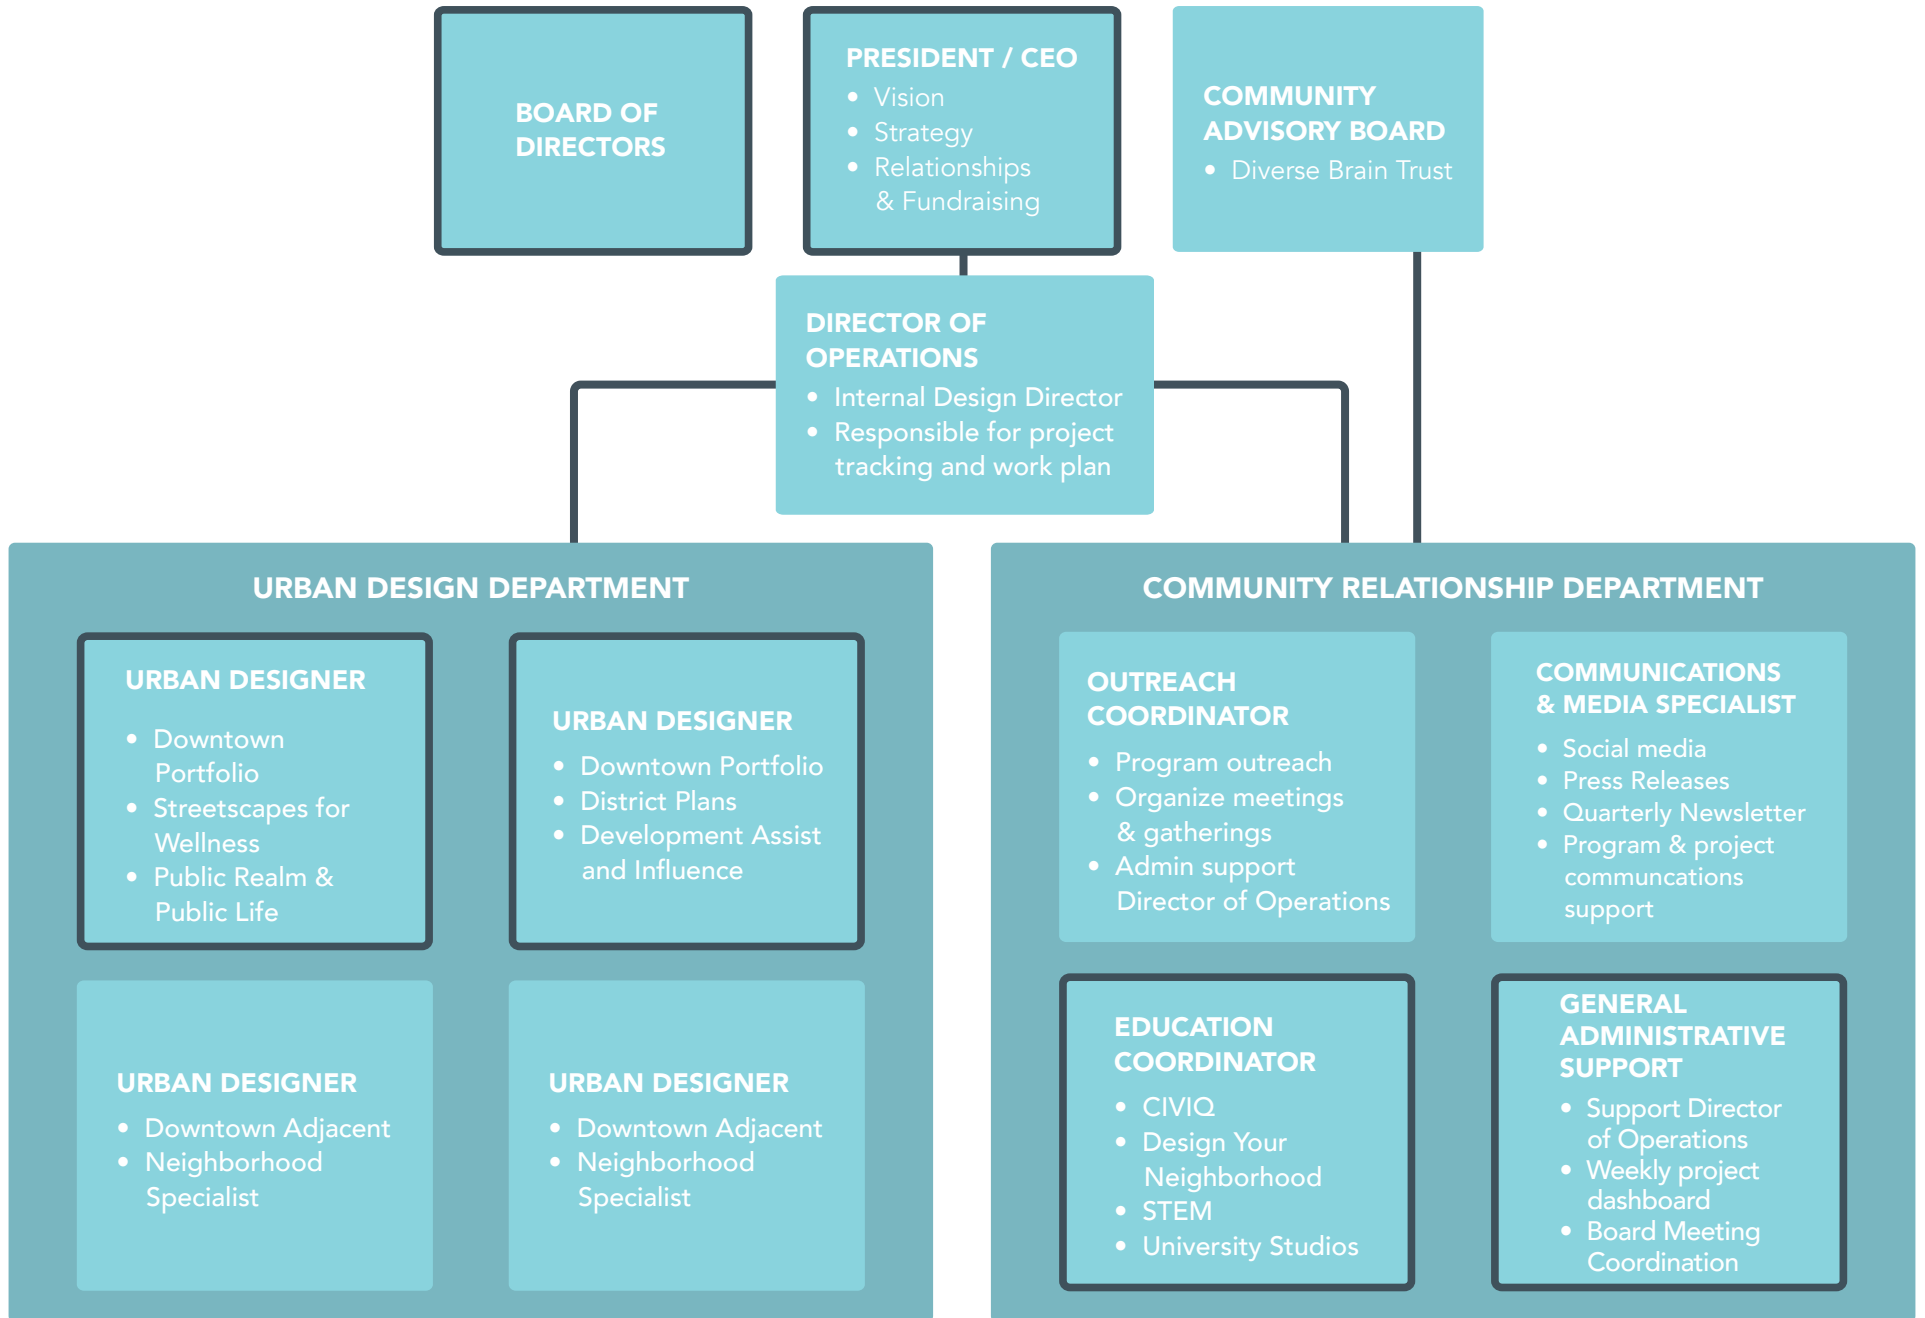 BOARD OF
DIRECTORS
PRESIDENT / CEO
• Vision
• Strategy
• Relationships
& Fundraising
COMMUNITY
ADVISORY BOARD
• Diverse Brain Trust
DIRECTOR OF
OPERATIONS
• Internal Design Director
• Responsible for project
tracking and work plan
URBAN DESIGN DEPARTMENT
URBAN DESIGNER
• Downtown
Portfolio
• Streetscapes for
Wellness
• Public Realm &
Public Life
URBAN DESIGNER
• Downtown Portfolio
• District Plans
• Development Assist
and Influence
URBAN DESIGNER
• Downtown Adjacent
• Neighborhood
Specialist
URBAN DESIGNER
• Downtown Adjacent
• Neighborhood
Specialist
COMMUNITY RELATIONSHIP DEPARTMENT
OUTREACH
COORDINATOR
• Program outreach
• Organize meetings
& gatherings
• Admin support
Director of Operations
COMMUNICATIONS
& MEDIA SPECIALIST
• Social media
• Press Releases
• Quarterly Newsletter
• Program & project
communcations
support
EDUCATION
COORDINATOR
• CIVIQ
• Design Your
Neighborhood
• STEM
• University Studios
GENERAL
ADMINISTRATIVE
SUPPORT
• Support Director
of Operations
• Weekly project
dashboard
• Board Meeting
Coordination